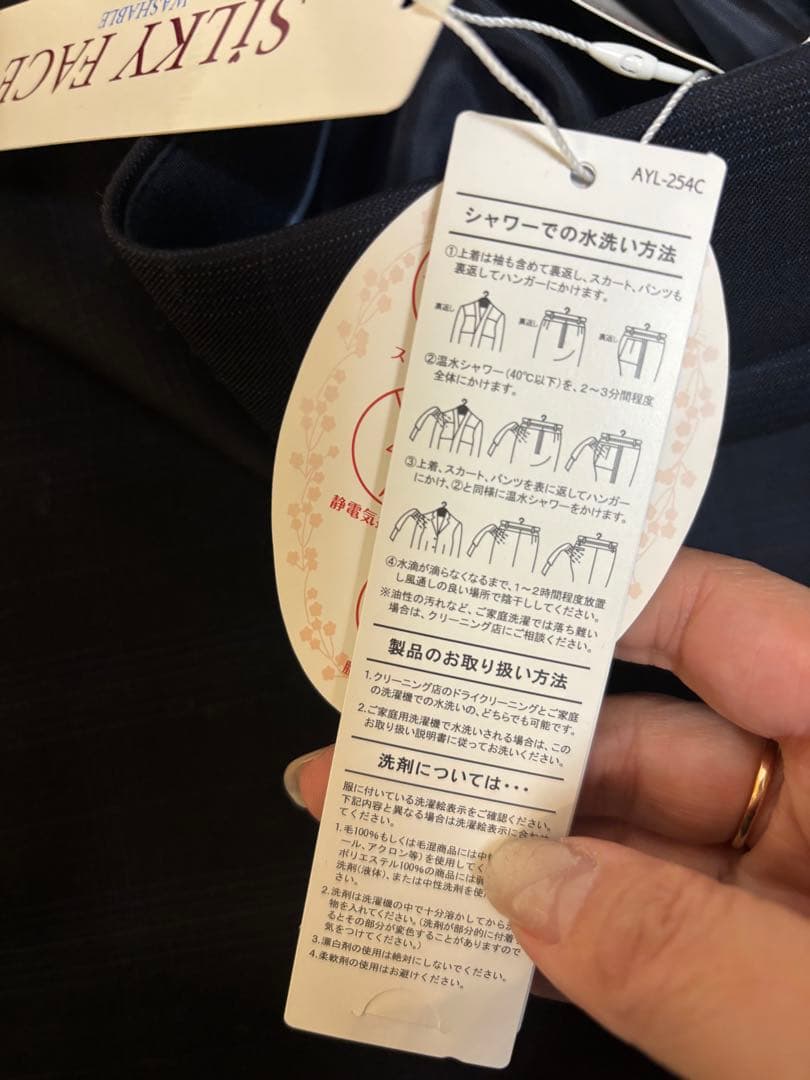 SiLKY FACE
WASHABLE
AYL-254C
シャワーでの水洗い方法
①上着は袖も含めて裏返し、スカート、パンツも
裏返してハンガーにかけます。
裏返し
裏返し
裏返し
②温水シャワー(40℃以下)を、2〜3分間程度
全体にかけます。
③上着、スカート、パンツを表に返してハンガー
にかけ、②と同様に温水シャワーをかけます。
④水滴が滴らなくなるまで、1〜2時間程度放置
し風通しの良い場所で陰干ししてください。
※油性の汚れなど、ご家庭洗濯では落ち難い
場合は、クリーニング店にご相談ください。
製品のお取り扱い方法
1.クリーニング店のドライクリーニングとご家庭
の洗濯機での水洗いの、どちらでも可能です。
2.ご家庭用洗濯機で水洗いされる場合は、この
お取り扱い説明書に従ってお洗いください。
洗剤については・・・
服に付いている洗濯絵表示をご確認ください。
下記内容と異なる場合は洗濯絵表示に合わせ
てください。
1.毛100%もしくは毛混商品には中
ール、アクロン等)を使用してく
ポリエステル100%の商品には
洗剤(液体)、または中性洗剤を使
さい。
2.洗剤は洗濯機の中で十分溶かしてから
物を入れてください。(洗剤が部分的に付着
るとその部分が変色することがありますので
気をつけてください。)
3.漂白剤の使用は絶対にしないでください。
4.柔軟剤の使用はお避けください。
ス
静電気